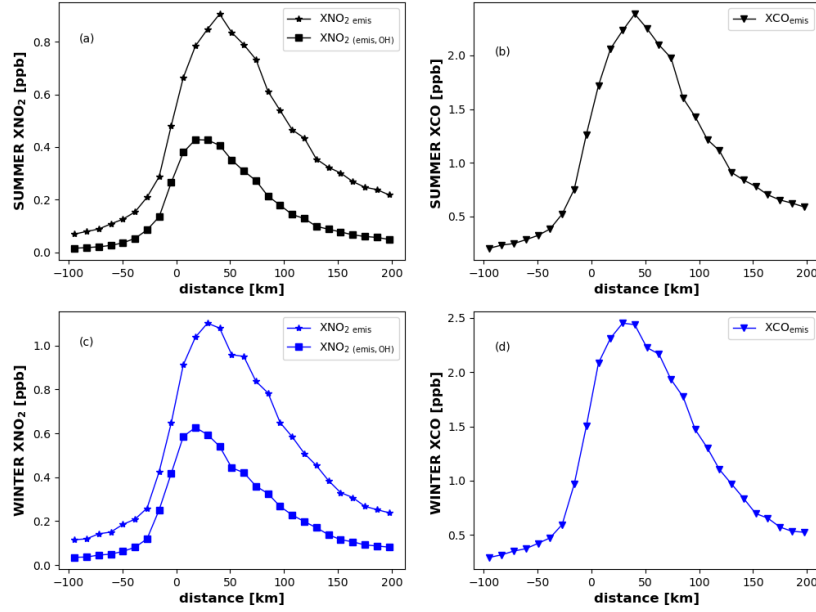 (a)
XNO₂ emis
XNO₂ (emis, OH)
SUMMER XNO₂ [ppb]
0.8
0.6
0.4
0.2
0.0
−100 −50 0 50 100 150 200
distance [km]
(b)
XCOemis
SUMMER XCO [ppb]
2.0
1.5
1.0
0.5
−100 −50 0 50 100 150 200
distance [km]
(c)
XNO₂ emis
XNO₂ (emis, OH)
WINTER XNO₂ [ppb]
1.0
0.8
0.6
0.4
0.2
0.0
−100 −50 0 50 100 150 200
distance [km]
(d)
XCOemis
WINTER XCO [ppb]
2.5
2.0
1.5
1.0
0.5
−100 −50 0 50 100 150 200
distance [km]